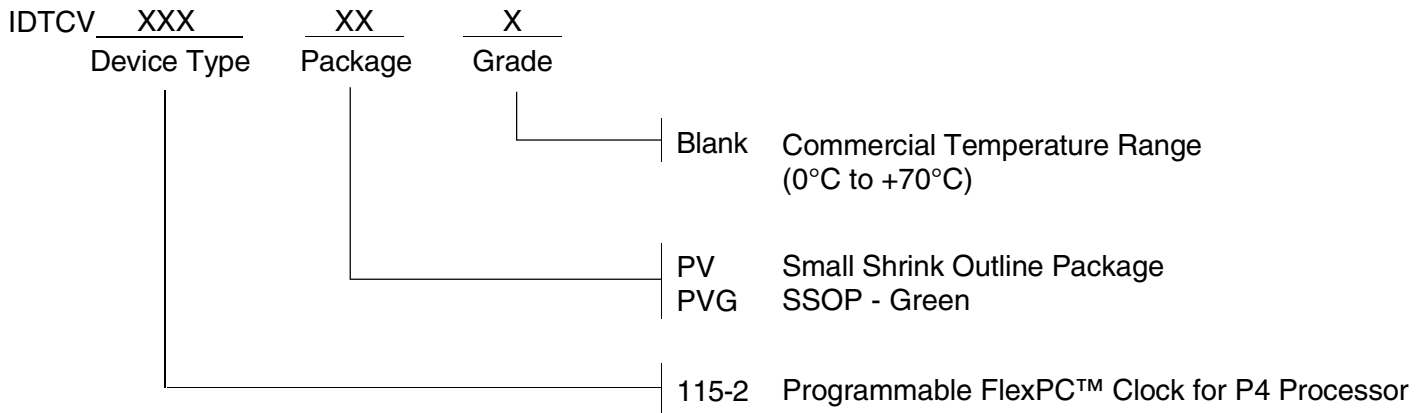 IDTCV XXX XX X
Device Type Package Grade
Blank Commercial Temperature Range
(0°C to +70°C)
PV Small Shrink Outline Package
PVG SSOP - Green
115-2 Programmable FlexPC™ Clock for P4 Processor